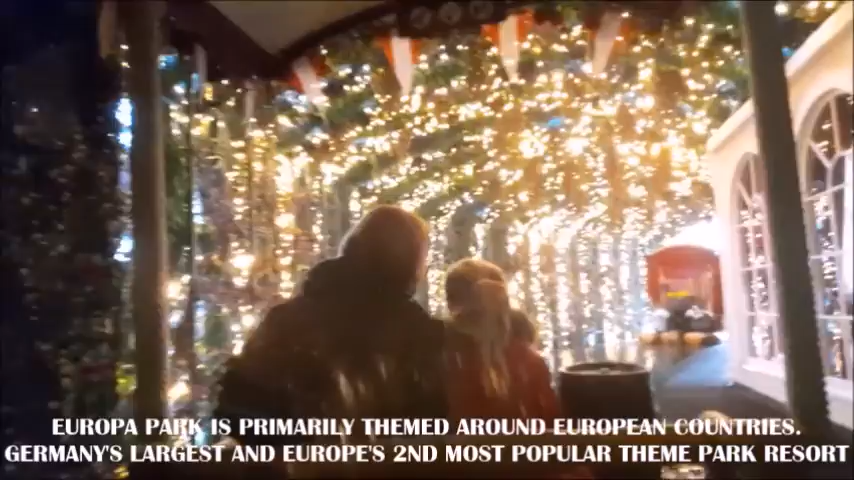 EUROPA PARK IS PRIMARILY THEMED AROUND EUROPEAN COUNTRIES.
GERMANY'S LARGEST AND EUROPE'S 2ND MOST POPULAR THEME PARK RESORT